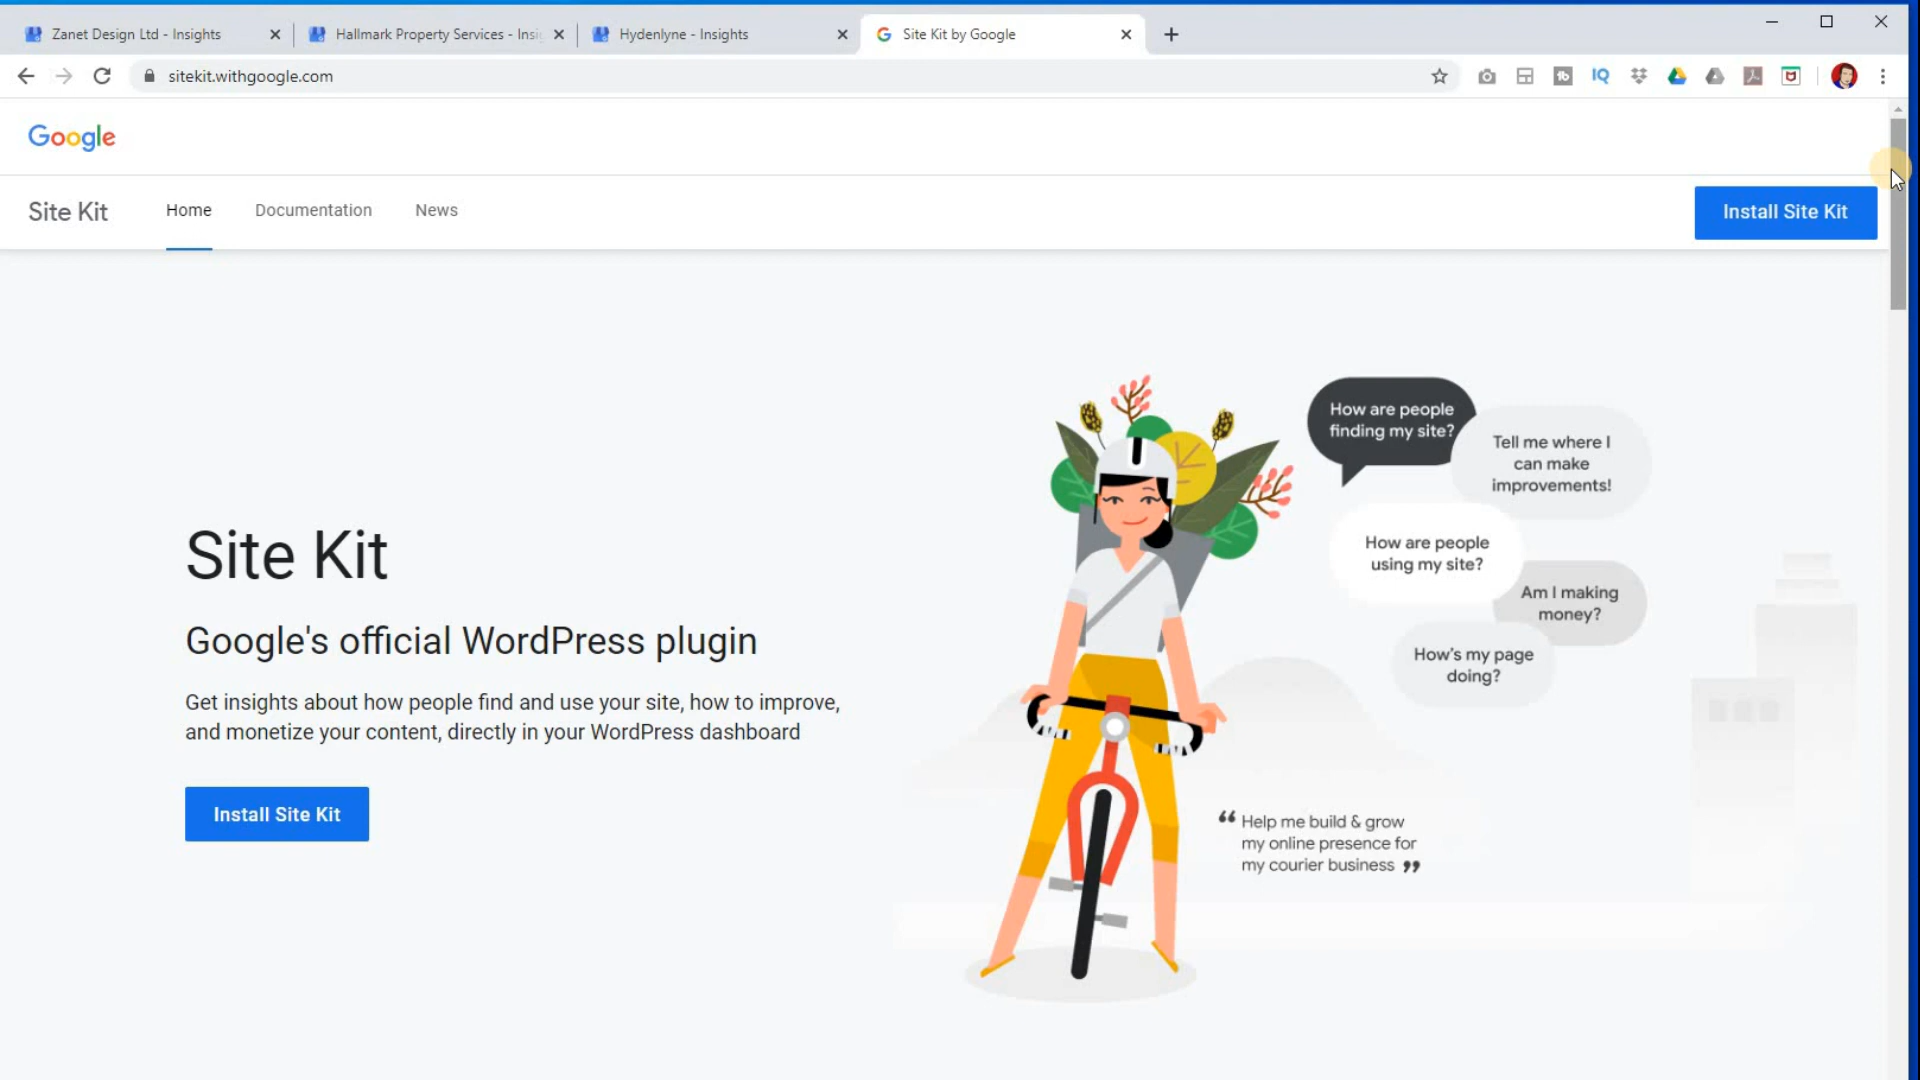 Zanet Design Ltd - Insights
Hallmark Property Services - Insi
Hydenlyne - Insights
Site Kit by Google
sitekit.withgoogle.com
Google
Site Kit
Home
Documentation
News
Install Site Kit
How are people
finding my site?
Tell me where I
can make
improvements!
How are people
using my site?
Am I making
money?
How's my page
doing?
Site Kit
Google's official WordPress plugin
Get insights about how people find and use your site, how to improve,
and monetize your content, directly in your WordPress dashboard
Install Site Kit
“ Help me build & grow
my online presence for
my courier business ”